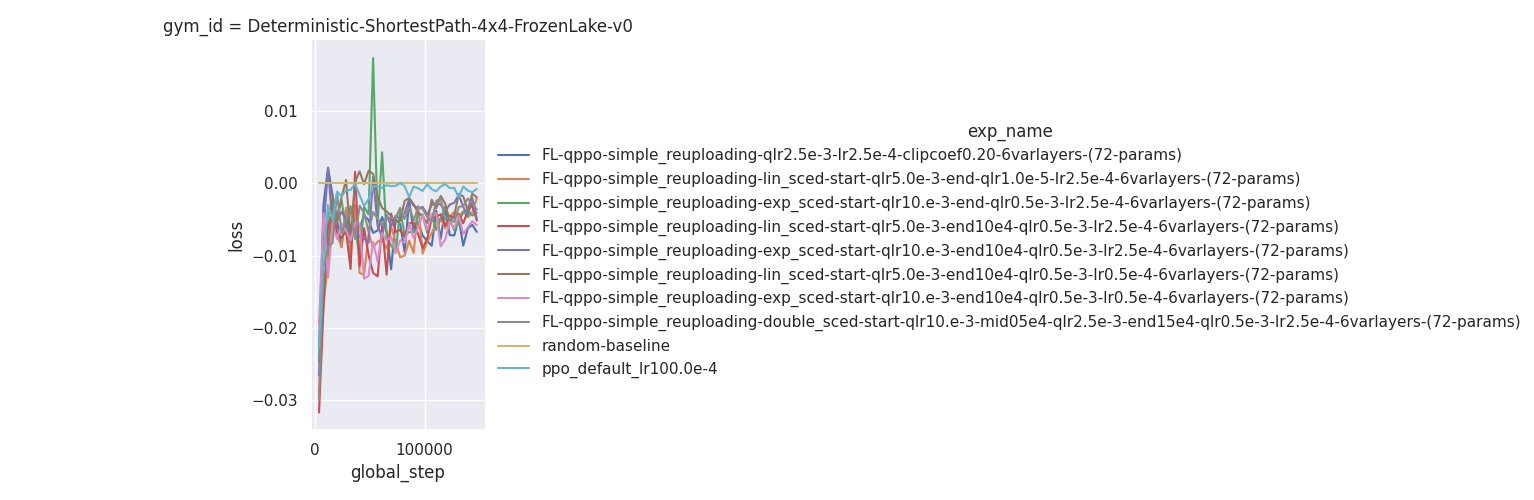 gym_id = Deterministic-ShortestPath-4x4-FrozenLake-v0
0.01
0.00
−0.01
−0.02
−0.03
loss
0
100000
global_step
exp_name
FL-qppo-simple_reuploading-qlr2.5e-3-lr2.5e-4-clipcoef0.20-6varlayers-(72-params)
FL-qppo-simple_reuploading-lin_sced-start-qlr5.0e-3-end-qlr1.0e-5-lr2.5e-4-6varlayers-(72-params)
FL-qppo-simple_reuploading-exp_sced-start-qlr10.e-3-end-qlr0.5e-3-lr2.5e-4-6varlayers-(72-params)
FL-qppo-simple_reuploading-lin_sced-start-qlr5.0e-3-end10e4-qlr0.5e-3-lr2.5e-4-6varlayers-(72-params)
FL-qppo-simple_reuploading-exp_sced-start-qlr10.e-3-end10e4-qlr0.5e-3-lr2.5e-4-6varlayers-(72-params)
FL-qppo-simple_reuploading-lin_sced-start-qlr5.0e-3-end10e4-qlr0.5e-3-lr0.5e-4-6varlayers-(72-params)
FL-qppo-simple_reuploading-exp_sced-start-qlr10.e-3-end10e4-qlr0.5e-3-lr0.5e-4-6varlayers-(72-params)
FL-qppo-simple_reuploading-double_sced-start-qlr10.e-3-mid05e4-qlr2.5e-3-end15e4-qlr0.5e-3-lr2.5e-4-6varlayers-(72-params)
random-baseline
ppo_default_lr100.0e-4